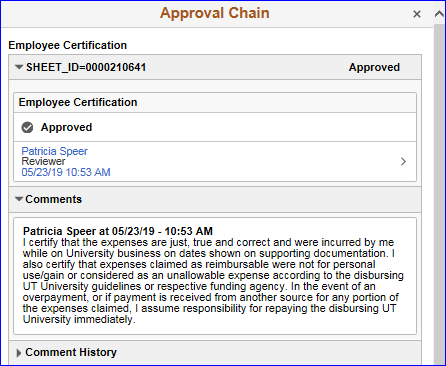 Approval Chain
Employee Certification
SHEET_ID=0000210641 Approved
Employee Certification
Approved
Patricia Speer
Reviewer
05/23/19 10:53 AM
Comments
Patricia Speer at 05/23/19 - 10:53 AM
I certify that the expenses are just, true and correct and were incurred by me
while on University business on dates shown on supporting documentation. I
also certify that expenses claimed as reimbursable were not for personal
use/gain or considered as an unallowable expense according to the disbursing
UT University guidelines or respective funding agency. In the event of an
overpayment, or if payment is received from another source for any portion of
the expenses claimed, I assume responsibility for repaying the disbursing UT
University immediately.
Comment History